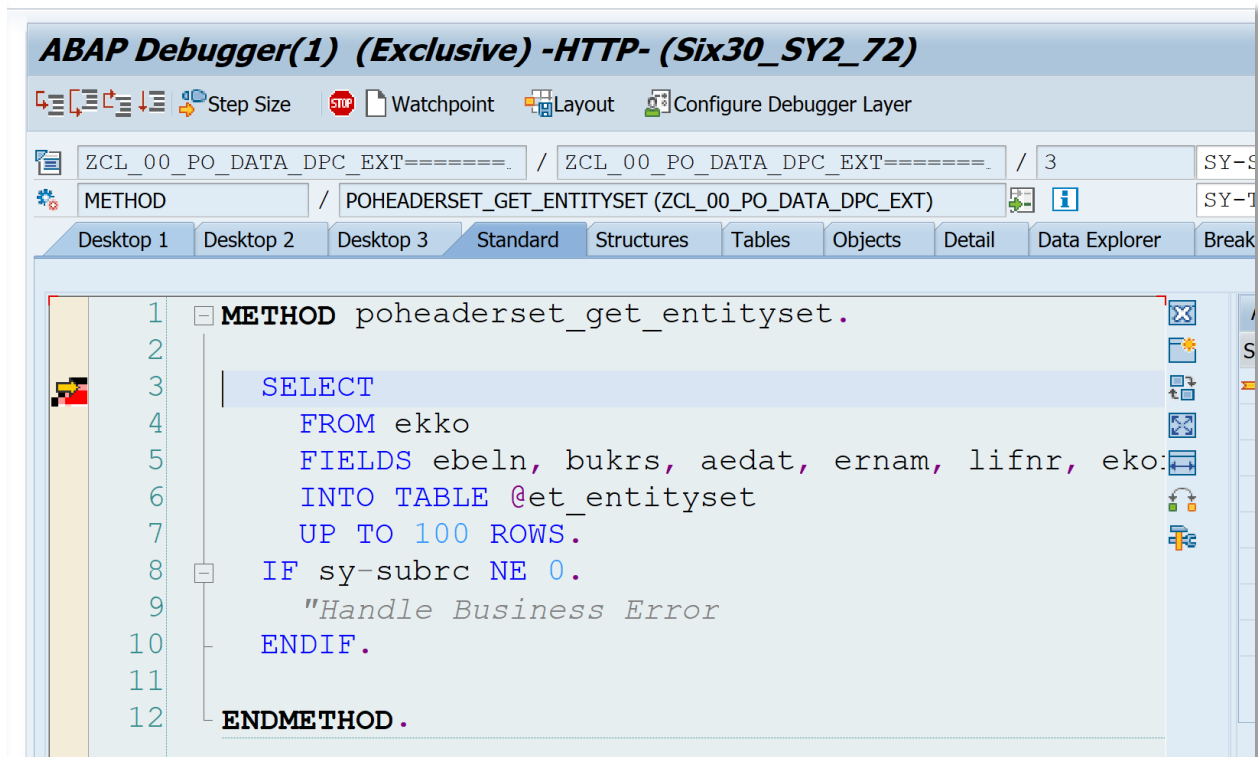 ABAP Debugger(1) (Exclusive) -HTTP- (Six30_SY2_72)
Step Size STOP Watchpoint Layout Configure Debugger Layer
ZCL_00_PO_DATA_DPC_EXT=======… / ZCL_00_PO_DATA_DPC_EXT=======… / 3
METHOD / POHEADERSET_GET_ENTITYSET (ZCL_00_PO_DATA_DPC_EXT)
Desktop 1 Desktop 2 Desktop 3 Standard Structures Tables Objects Detail Data Explorer Break
1 METHOD poheaderset_get_entityset.
2
3 SELECT
4 FROM ekko
5 FIELDS ebeln, bukrs, aedat, ernam, lifnr,
6 INTO TABLE @et_entityset
7 UP TO 100 ROWS.
8 IF sy-subrc NE 0.
9 "Handle Business Error
10 ENDIF.
11
12 ENDMETHOD.